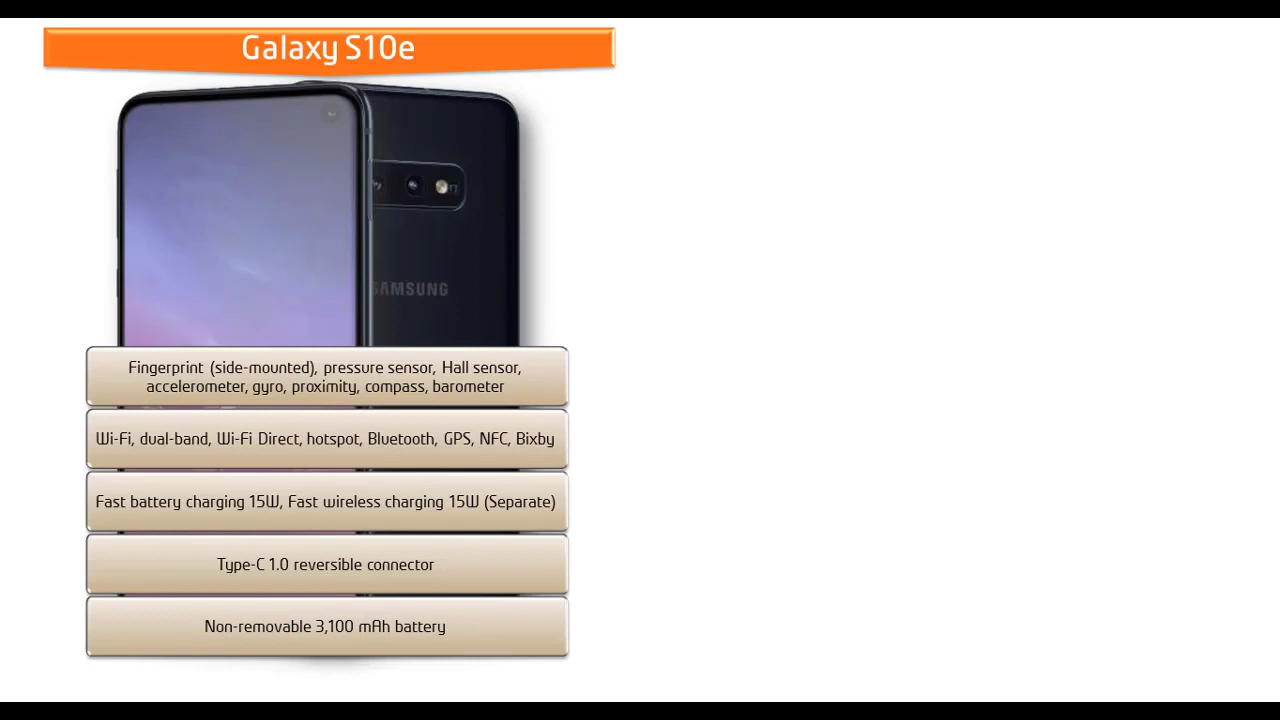 Galaxy S10e
SAMSUNG
Fingerprint (side-mounted), pressure sensor, Hall sensor,
accelerometer, gyro, proximity, compass, barometer
Wi-Fi, dual-band, Wi-Fi Direct, hotspot, Bluetooth, GPS, NFC, Bixby
Fast battery charging 15W, Fast wireless charging 15W (Separate)
Type-C 1.0 reversible connector
Non-removable 3,100 mAh battery